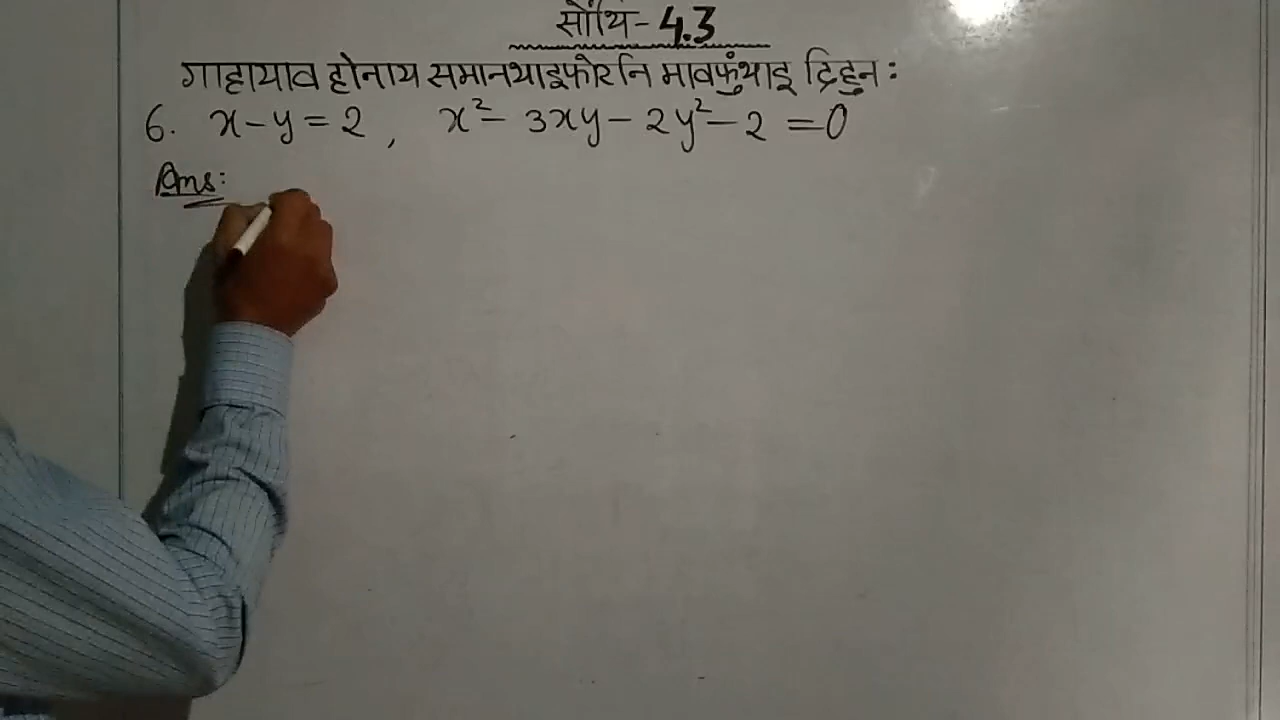 सोंथि- 4.3
गाहायाव होनाय समानथाइफोरनि मावफुंथाइ दिहुन :
6. x - y = 2 , x² - 3xy - 2y² - 2 = 0
Ans: